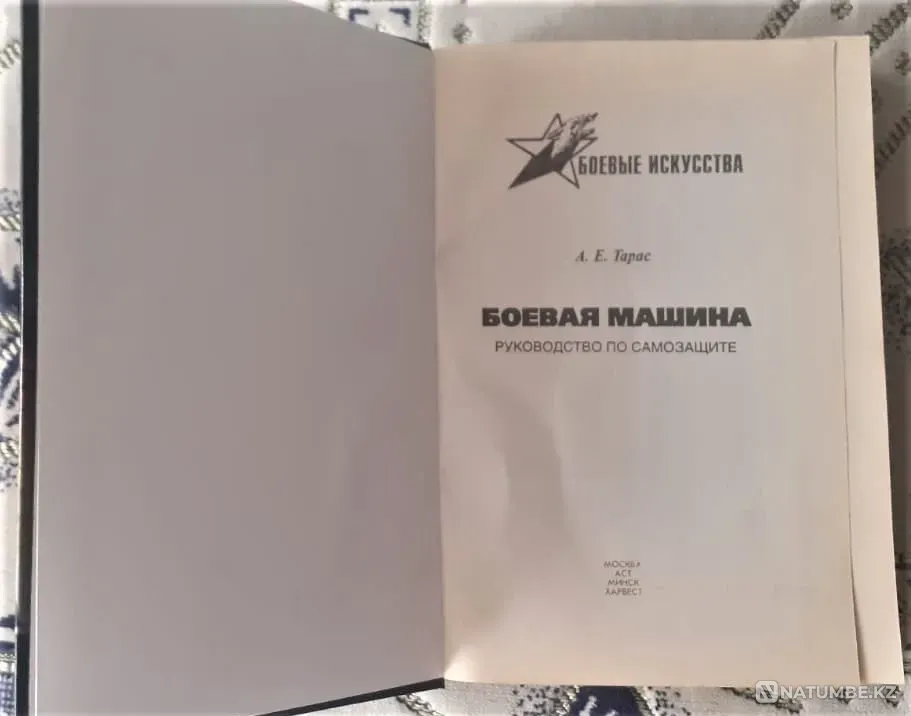 БОЕВЫЕ ИСКУССТВА
А. Е. Тарас
БОЕВАЯ МАШИНА
РУКОВОДСТВО ПО САМОЗАЩИТЕ
МОСКВА
АСТ
МИНСК
ХАРВЕСТ
NATUMBE.KZ